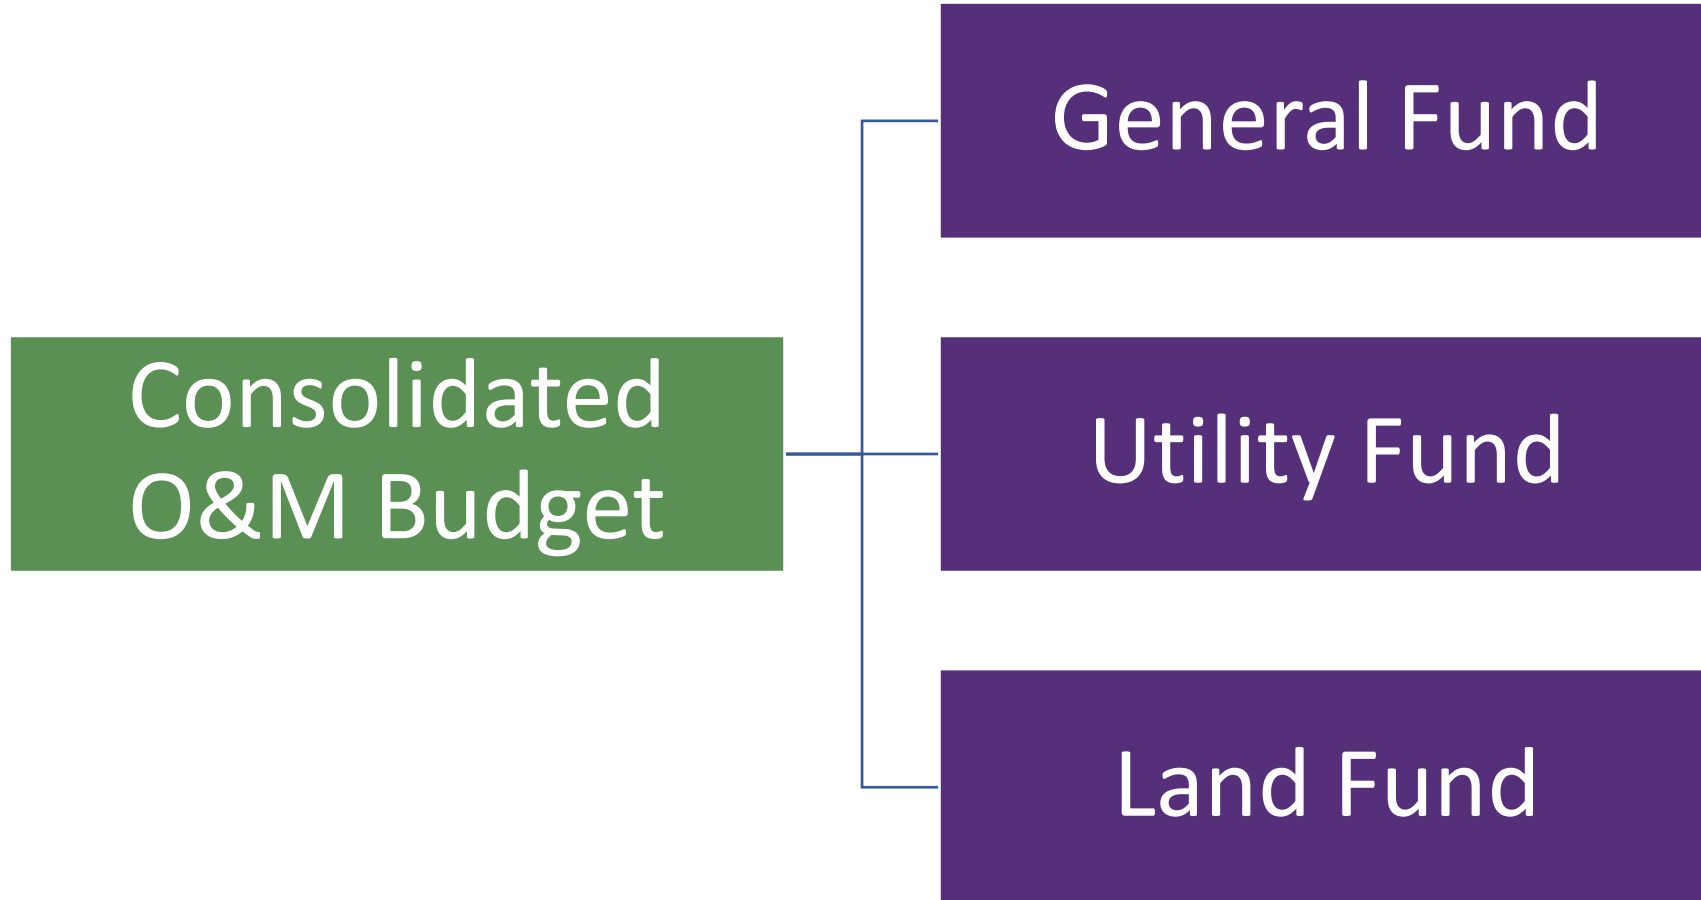 Consolidated
O&M Budget
General Fund
Utility Fund
Land Fund